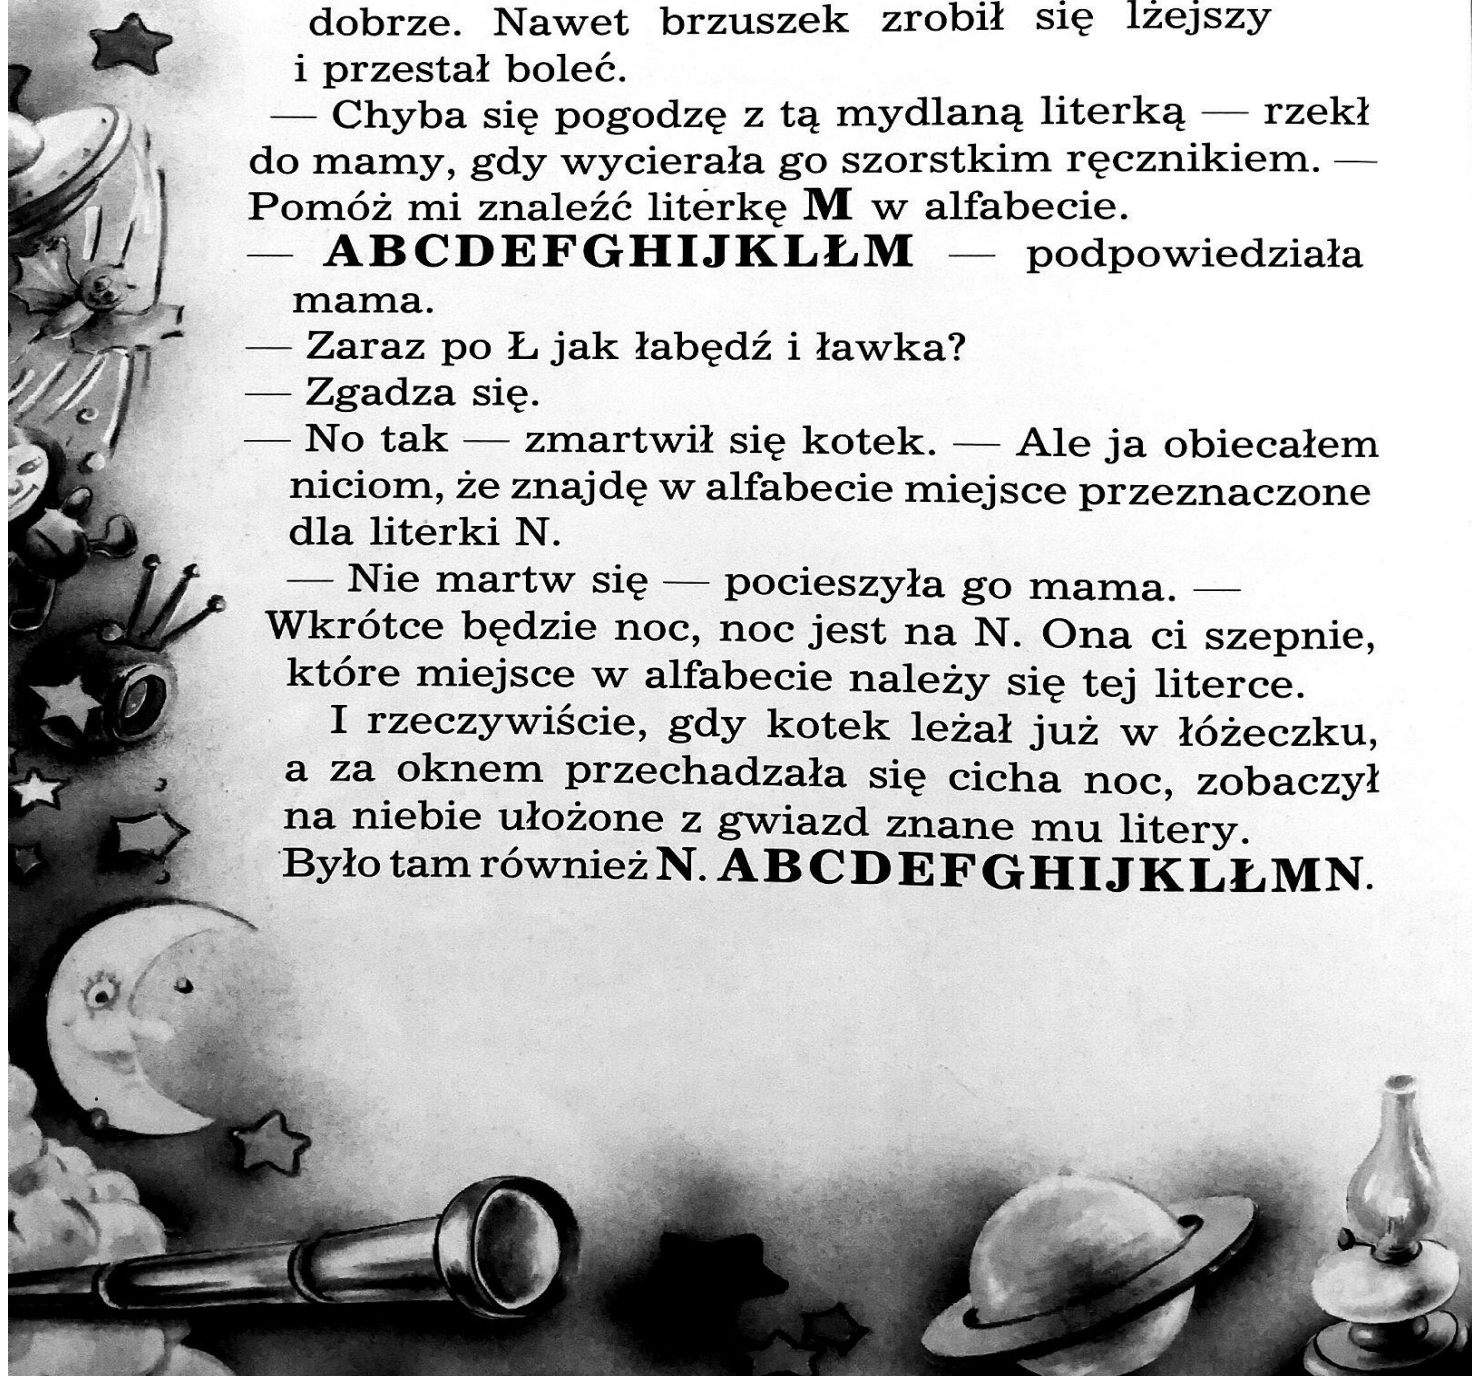 dobrze. Nawet brzuszek zrobił się lżejszy
i przestał boleć.
— Chyba się pogodzę z tą mydlaną literką — rzekł
do mamy, gdy wycierała go szorstkim ręcznikiem. —
Pomóż mi znaleźć literkę M w alfabecie.
— ABCDEFGHIJKLŁM — podpowiedziała
mama.
— Zaraz po Ł jak łabędź i ławka?
— Zgadza się.
— No tak — zmartwił się kotek. — Ale ja obiecałem
niciom, że znajdę w alfabecie miejsce przeznaczone
dla literki N.
— Nie martw się — pocieszyła go mama. —
Wkrótce będzie noc, noc jest na N. Ona ci szepnie,
które miejsce w alfabecie należy się tej literce.
I rzeczywiście, gdy kotek leżał już w łóżeczku,
a za oknem przechadzała się cicha noc, zobaczył
na niebie ułożone z gwiazd znane mu litery.
Było tam również N. ABCDEFGHIJKLŁMN.